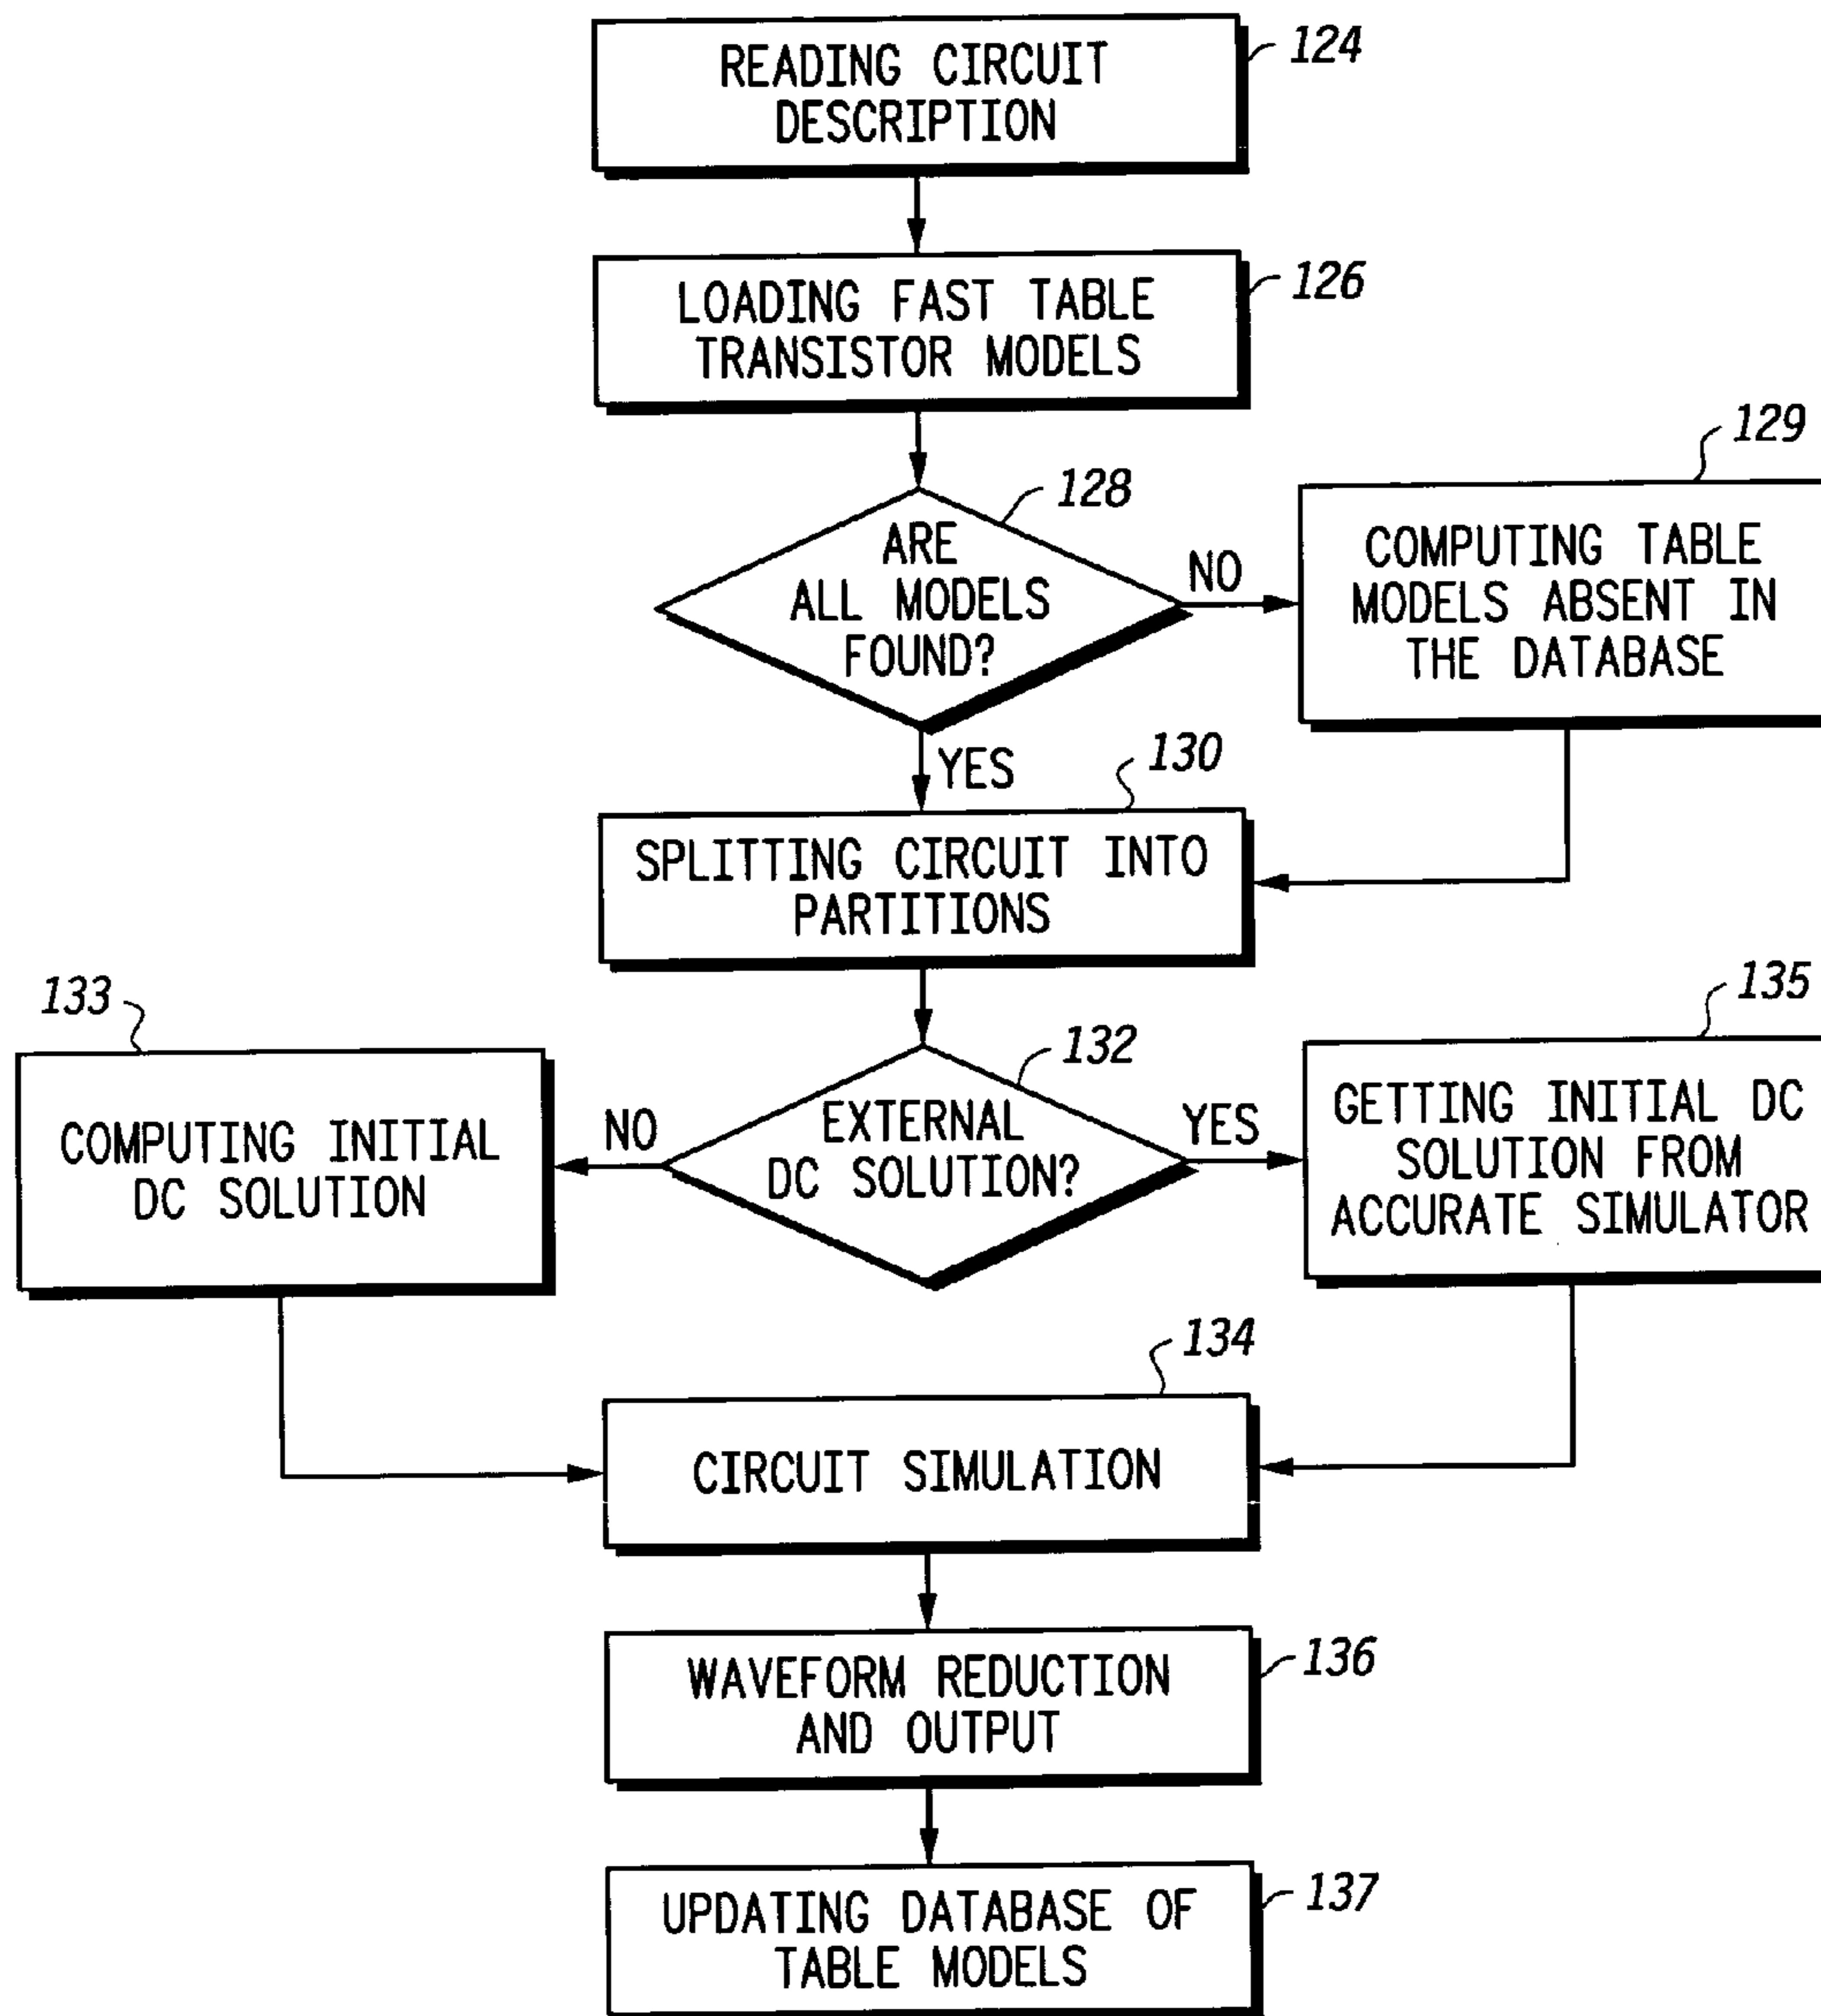 READING CIRCUIT
DESCRIPTION
124
LOADING FAST TABLE
TRANSISTOR MODELS
126
ARE
ALL MODELS
FOUND?
128
NO
COMPUTING TABLE
MODELS ABSENT IN
THE DATABASE
129
YES
SPLITTING CIRCUIT INTO
PARTITIONS
130
EXTERNAL
DC SOLUTION?
132
NO
COMPUTING INITIAL
DC SOLUTION
133
YES
GETTING INITIAL DC
SOLUTION FROM
ACCURATE SIMULATOR
135
CIRCUIT SIMULATION
134
WAVEFORM REDUCTION
AND OUTPUT
136
UPDATING DATABASE OF
TABLE MODELS
137